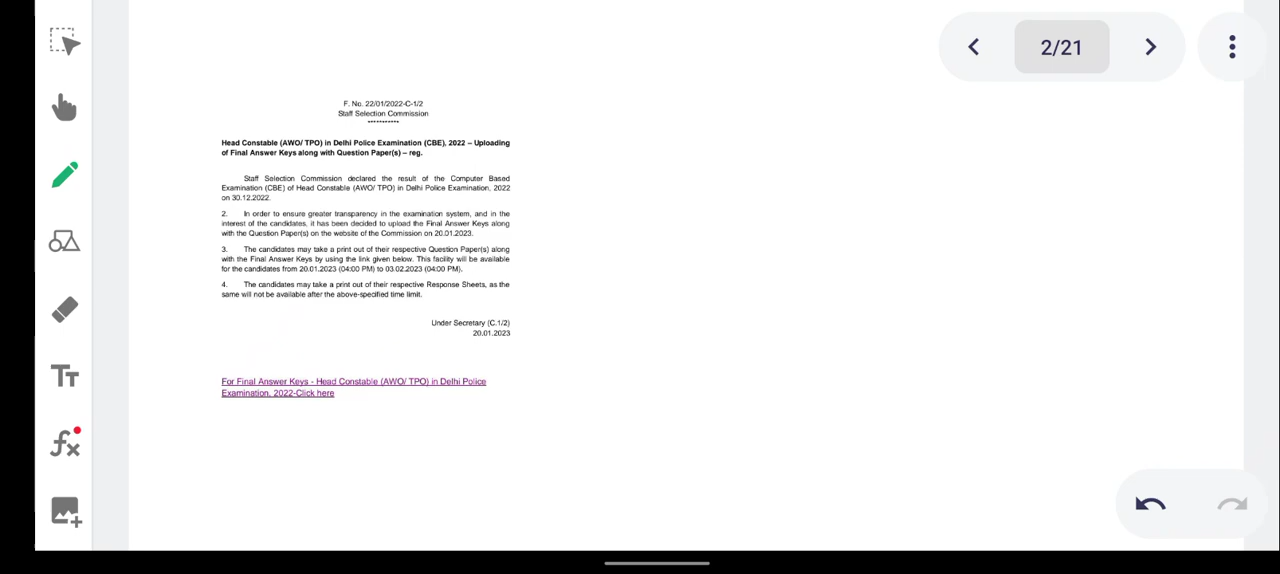 2/21
F. No. 22/01/2022-C-1/2
Staff Selection Commission
***********
Head Constable (AWO/ TPO) in Delhi Police Examination (CBE), 2022 – Uploading
of Final Answer Keys along with Question Paper(s) – reg.
Staff Selection Commission declared the result of the Computer Based
Examination (CBE) of Head Constable (AWO/ TPO) in Delhi Police Examination, 2022
on 30.12.2022.
2. In order to ensure greater transparency in the examination system, and in the
interest of the candidates, it has been decided to upload the Final Answer Keys along
with the Question Paper(s) on the website of the Commission on 20.01.2023.
3. The candidates may take a print out of their respective Question Paper(s) along
with the Final Answer Keys by using the link given below. This facility will be available
for the candidates from 20.01.2023 (04:00 PM) to 03.02.2023 (04:00 PM).
4. The candidates may take a print out of their respective Response Sheets, as the
same will not be available after the above-specified time limit.
Under Secretary (C.1/2)
20.01.2023
For Final Answer Keys - Head Constable (AWO/ TPO) in Delhi Police
Examination, 2022-Click here
TT
fx